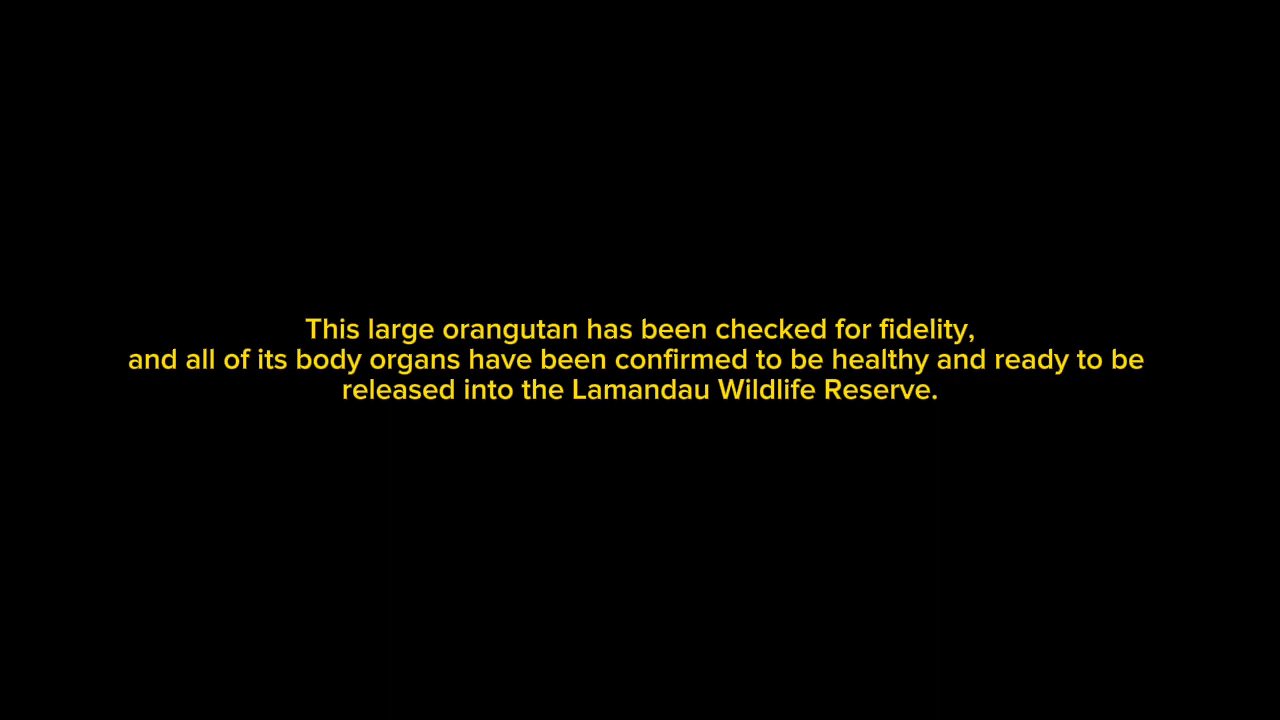 This large orangutan has been checked for fidelity,
and all of its body organs have been confirmed to be healthy and ready to be
released into the Lamandau Wildlife Reserve.